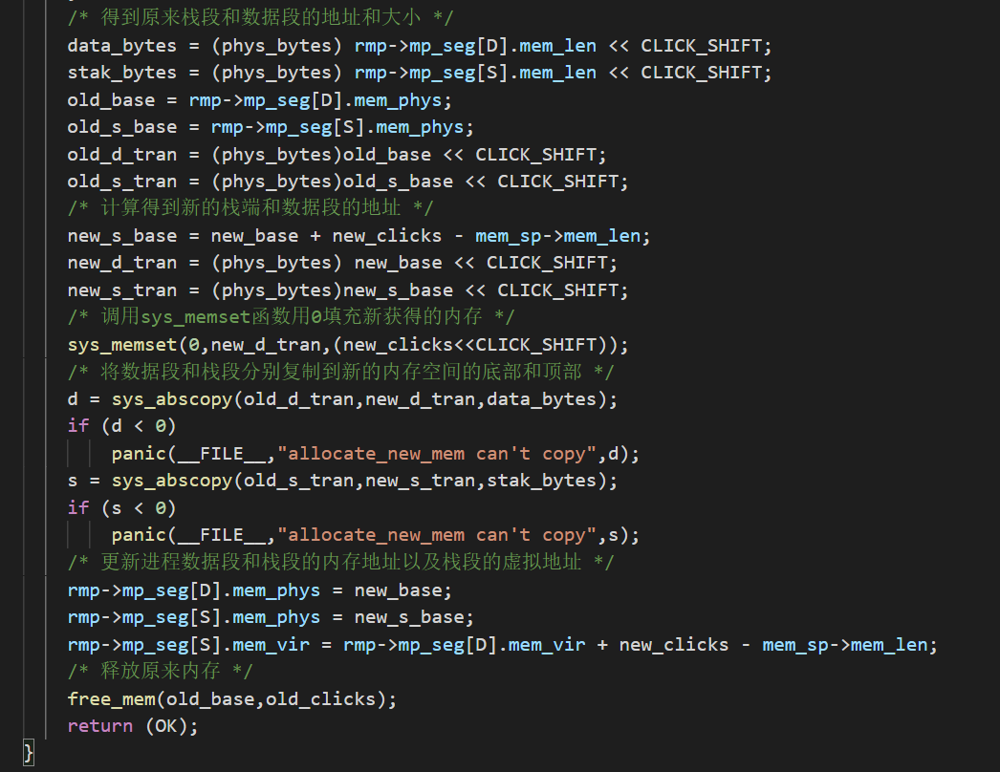 /* 得到原来栈段和数据段的地址和大小 */
data_bytes = (phys_bytes) rmp->mp_seg[D].mem_len << CLICK_SHIFT;
stak_bytes = (phys_bytes) rmp->mp_seg[S].mem_len << CLICK_SHIFT;
old_base = rmp->mp_seg[D].mem_phys;
old_s_base = rmp->mp_seg[S].mem_phys;
old_d_tran = (phys_bytes)old_base << CLICK_SHIFT;
old_s_tran = (phys_bytes)old_s_base << CLICK_SHIFT;
/* 计算得到新的栈端和数据段的地址 */
new_s_base = new_base + new_clicks - mem_sp->mem_len;
new_d_tran = (phys_bytes) new_base << CLICK_SHIFT;
new_s_tran = (phys_bytes)new_s_base << CLICK_SHIFT;
/* 调用sys_memset函数用0填充新获得的内存 */
sys_memset(0,new_d_tran,(new_clicks<<CLICK_SHIFT));
/* 将数据段和栈段分别复制到新的内存空间的底部和顶部 */
d = sys_abscopy(old_d_tran,new_d_tran,data_bytes);
if (d < 0)
panic(__FILE__,"allocate_new_mem can't copy",d);
s = sys_abscopy(old_s_tran,new_s_tran,stak_bytes);
if (s < 0)
panic(__FILE__,"allocate_new_mem can't copy",s);
/* 更新进程数据段和栈段的内存地址以及栈段的虚拟地址 */
rmp->mp_seg[D].mem_phys = new_base;
rmp->mp_seg[S].mem_phys = new_s_base;
rmp->mp_seg[S].mem_vir = rmp->mp_seg[D].mem_vir + new_clicks - mem_sp->mem_len;
/* 释放原来内存 */
free_mem(old_base,old_clicks);
return (OK);
}